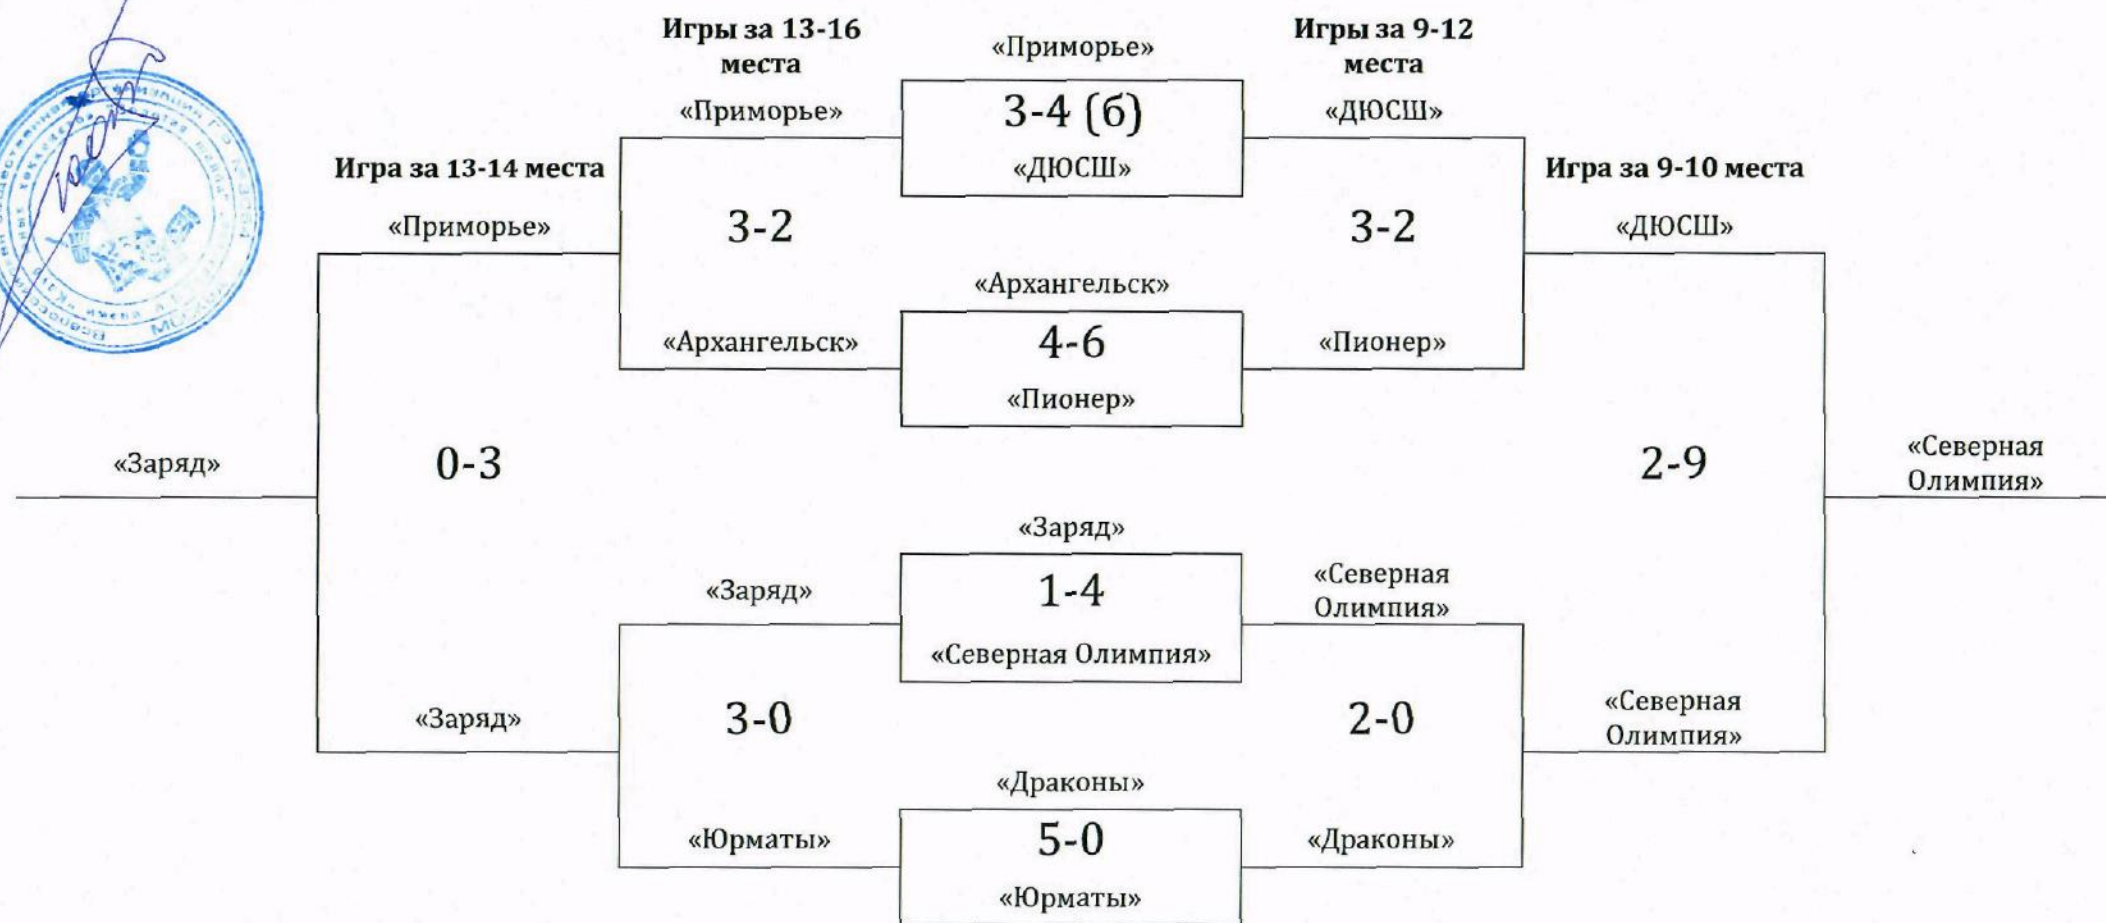 Игры за 13-16
места
«Приморье»
Игры за 9-12
места
«Приморье»
3-4 (б)
«ДЮСШ»
Игра за 13-14 места
«ДЮСШ»
Игра за 9-10 места
«Приморье»
3-2
3-2
«ДЮСШ»
«Архангельск»
«Архангельск»
4-6
«Пионер»
«Пионер»
«Заряд»
0-3
2-9
«Северная
Олимпия»
«Заряд»
«Заряд»
1-4
«Северная
Олимпия»
«Северная Олимпия»
«Заряд»
3-0
2-0
«Северная
Олимпия»
«Драконы»
«Юрматы»
5-0
«Драконы»
«Юрматы»